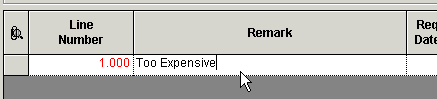 Line Number Remark Req Date
1.000 Too Expensive